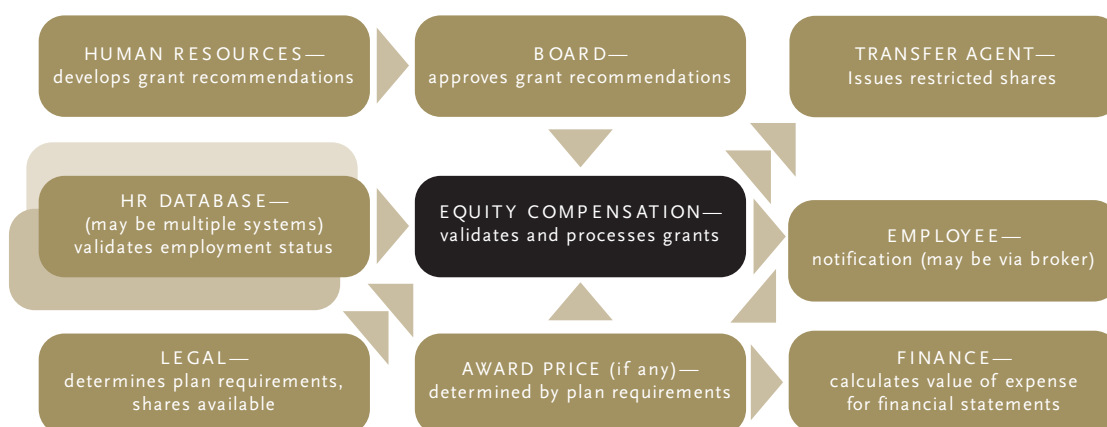 HUMAN RESOURCES—
develops grant recommendations
BOARD—
approves grant recommendations
TRANSFER AGENT—
Issues restricted shares
HR DATABASE—
(may be multiple systems)
validates employment status
EQUITY COMPENSATION—
validates and processes grants
EMPLOYEE—
notification (may be via broker)
LEGAL—
determines plan requirements,
shares available
AWARD PRICE (if any)—
determined by plan requirements
FINANCE—
calculates value of expense
for financial statements